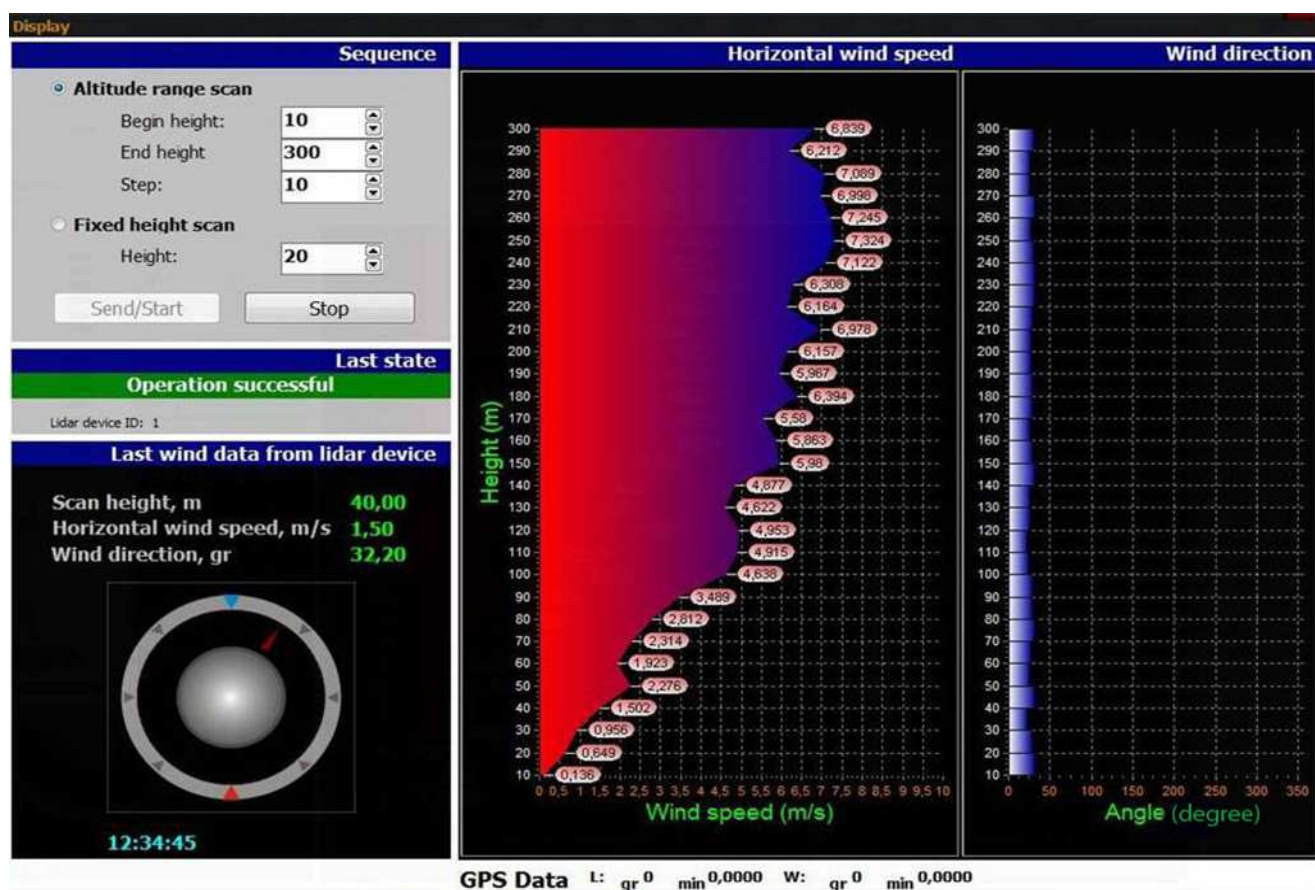 Display
Sequence
Altitude range scan
Begin height: 10
End height 300
Step: 10
Fixed height scan
Height: 20
Send/Start Stop
Last state
Operation successful
Lidar device ID: 1
Last wind data from lidar device
Scan height, m 40,00
Horizontal wind speed, m/s 1,50
Wind direction, gr 32,20
12:34:45
Horizontal wind speed
Height (m)
300 6,839
290 6,212
280 7,089
270 6,998
260 7,245
250 7,324
240 7,122
230 6,308
220 6,164
210 6,978
200 6,157
190 5,967
180 6,394
170 5,58
160 5,863
150 5,98
140 4,877
130 4,622
120 4,953
110 4,915
100 4,638
90 3,489
80 2,812
70 2,314
60 1,923
50 2,276
40 1,502
30 0,956
20 0,649
10 0,136
0 0,5 1 1,5 2 2,5 3 3,5 4 4,5 5 5,5 6 6,5 7 7,5 8 8,5 9 9,5 10
Wind speed (m/s)
Wind direction
300
290
280
270
260
250
240
230
220
210
200
190
180
170
160
150
140
130
120
110
100
90
80
70
60
50
40
30
20
10
0 50 100 150 200 250 300 350
Angle (degree)
GPS Data L: gr 0 min 0,0000 W: gr 0 min 0,0000